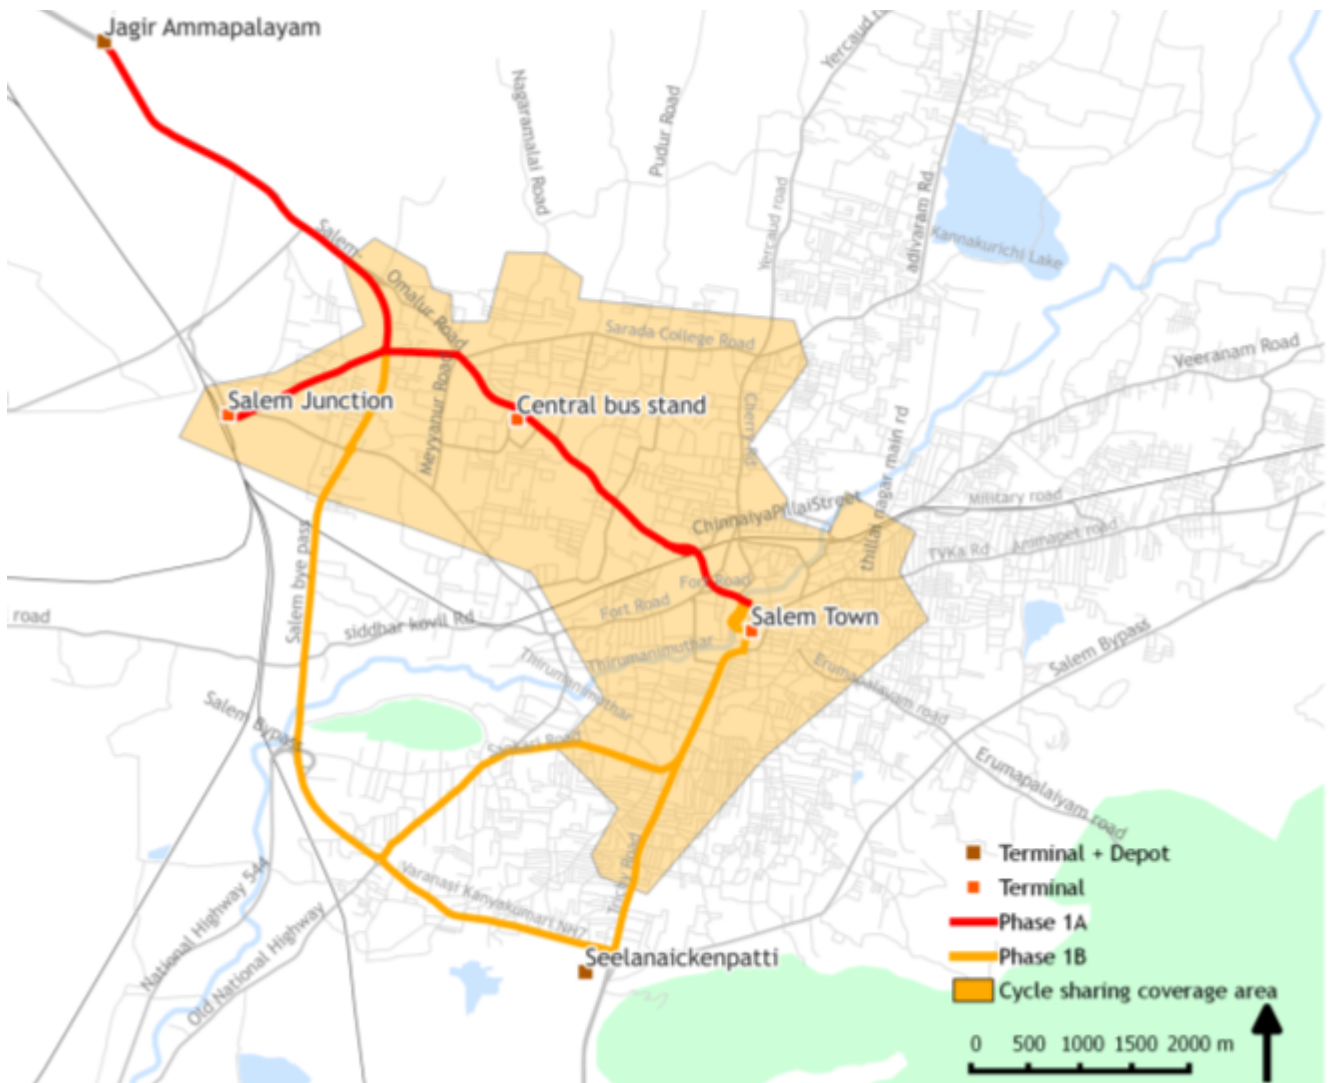 Jagir Ammapalayam
Yercaud r
Nagaramalai Road
Pudur Road
Yercaud road
adivaram Rd
Kannakurichi Lake
Salem-
Omalur Road
Sarada College Road
Veeranam Road
Meyyanur Road
Salem Junction
Central bus stand
Cherry Rd
thillai nagar main rd
Military road
ChinnaiyaPillaiStreet
TVKa Rd
Animapet road
Salem bye pass
Fort Road
Fort Road
road
siddhar kovil Rd
Salem Town
Thirumanimuthar
Thirumanimuthar
Salem Bypass
Erumapalayam road
Salem Bypass
Sankari Road
Erumapalaiyam road
Trichy Road
Varanasi Kanyakumari NH7
National Highway 544
Old National Highway
Seelanaickenpatti
Terminal + Depot
Terminal
Phase 1A
Phase 1B
Cycle sharing coverage area
0 500 1000 1500 2000 m